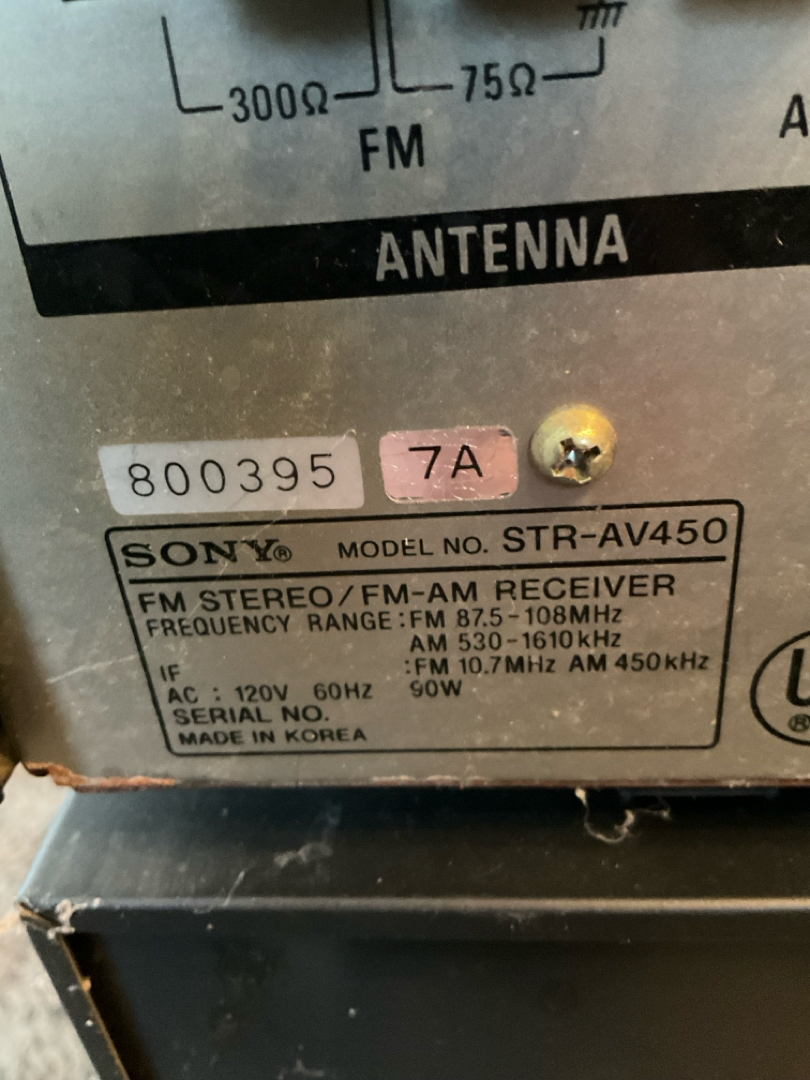 300Ω 75Ω
FM
A
ANTENNA
800395 7A
SONY® MODEL NO. STR-AV450
FM STEREO/FM-AM RECEIVER
FREQUENCY RANGE:FM 87.5-108MHz
AM 530-1610kHz
IF :FM 10.7MHz AM 450kHz
AC : 120V 60Hz 90W
SERIAL NO.
MADE IN KOREA
U
®